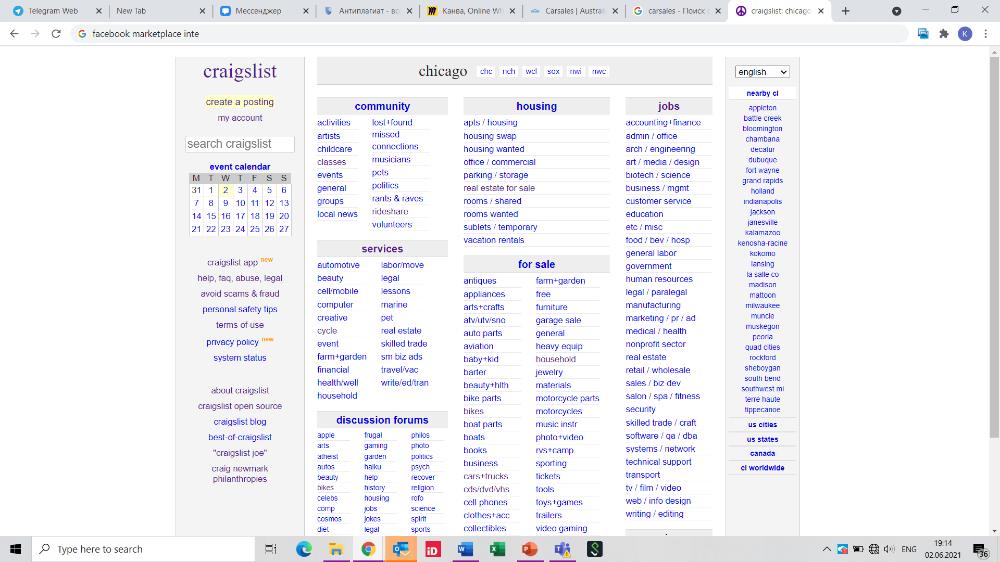 Telegram Web
New Tab
Мессенджер
Антиплагиат - во
Канва, Online Wh
Carsales | Australi
carsales - Поиск в
craigslist: chicago
facebook marketplace inte
K
craigslist
create a posting
my account
search craigslist
event calendar
M T W T F S S
31 1 2 3 4 5 6
7 8 9 10 11 12 13
14 15 16 17 18 19 20
21 22 23 24 25 26 27
craigslist app new
help, faq, abuse, legal
avoid scams & fraud
personal safety tips
terms of use
privacy policy new
system status
about craigslist
craigslist open source
craigslist blog
best-of-craigslist
"craigslist joe"
craig newmark
philanthropies
chicago chc nch wcl sox nwi nwc
community
activities
artists
childcare
classes
events
general
groups
local news
lost+found
missed
connections
musicians
pets
politics
rants & raves
rideshare
volunteers
services
automotive
beauty
cell/mobile
computer
creative
cycle
event
farm+garden
financial
health/well
household
labor/move
legal
lessons
marine
pet
real estate
skilled trade
sm biz ads
travel/vac
write/ed/tran
discussion forums
apple
arts
atheist
autos
beauty
bikes
celebs
comp
cosmos
diet
frugal
gaming
garden
haiku
help
history
housing
jobs
jokes
legal
philos
photo
politics
psych
recover
religion
rofo
science
spirit
sports
housing
apts / housing
housing swap
housing wanted
office / commercial
parking / storage
real estate for sale
rooms / shared
rooms wanted
sublets / temporary
vacation rentals
for sale
antiques
appliances
arts+crafts
atv/utv/sno
auto parts
aviation
baby+kid
barter
beauty+hlth
bike parts
bikes
boat parts
boats
books
business
cars+trucks
cds/dvd/vhs
cell phones
clothes+acc
collectibles
farm+garden
free
furniture
garage sale
general
heavy equip
household
jewelry
materials
motorcycle parts
motorcycles
music instr
photo+video
rvs+camp
sporting
tickets
tools
toys+games
trailers
video gaming
jobs
accounting+finance
admin / office
arch / engineering
art / media / design
biotech / science
business / mgmt
customer service
education
etc / misc
food / bev / hosp
general labor
government
human resources
legal / paralegal
manufacturing
marketing / pr / ad
medical / health
nonprofit sector
real estate
retail / wholesale
sales / biz dev
salon / spa / fitness
security
skilled trade / craft
software / qa / dba
systems / network
technical support
transport
tv / film / video
web / info design
writing / editing
english
nearby cl
appleton
battle creek
bloomington
chambana
decatur
dubuque
fort wayne
grand rapids
holland
indianapolis
jackson
janesville
kalamazoo
kenosha-racine
kokomo
lansing
la salle co
madison
mattoon
milwaukee
muncie
muskegon
peoria
quad cities
rockford
sheboygan
south bend
southwest mi
terre haute
tippecanoe
us cities
us states
canada
cl worldwide
Type here to search
iD
ENG
19:14
02.06.2021
36